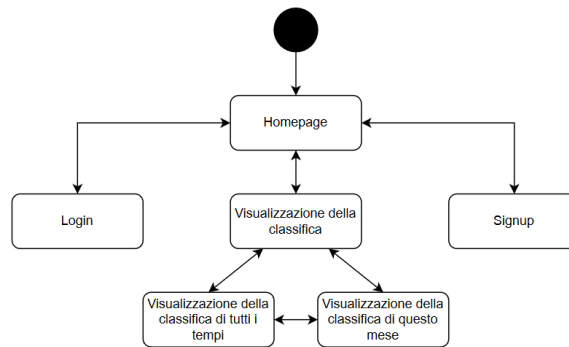 Homepage
Login
Visualizzazione della
classifica
Signup
Visualizzazione della
classifica di tutti i
tempi
Visualizzazione della
classifica di questo
mese